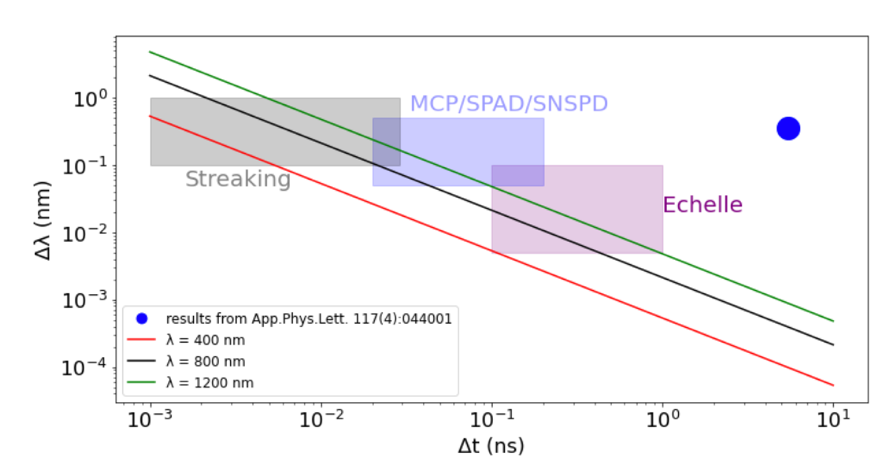 MCP/SPAD/SNSPD
Streaking
Echelle
Δλ (nm)
10⁰
10⁻¹
10⁻²
10⁻³
10⁻⁴
results from App.Phys.Lett. 117(4):044001
λ = 400 nm
λ = 800 nm
λ = 1200 nm
10⁻³ 10⁻² 10⁻¹ 10⁰ 10¹
Δt (ns)